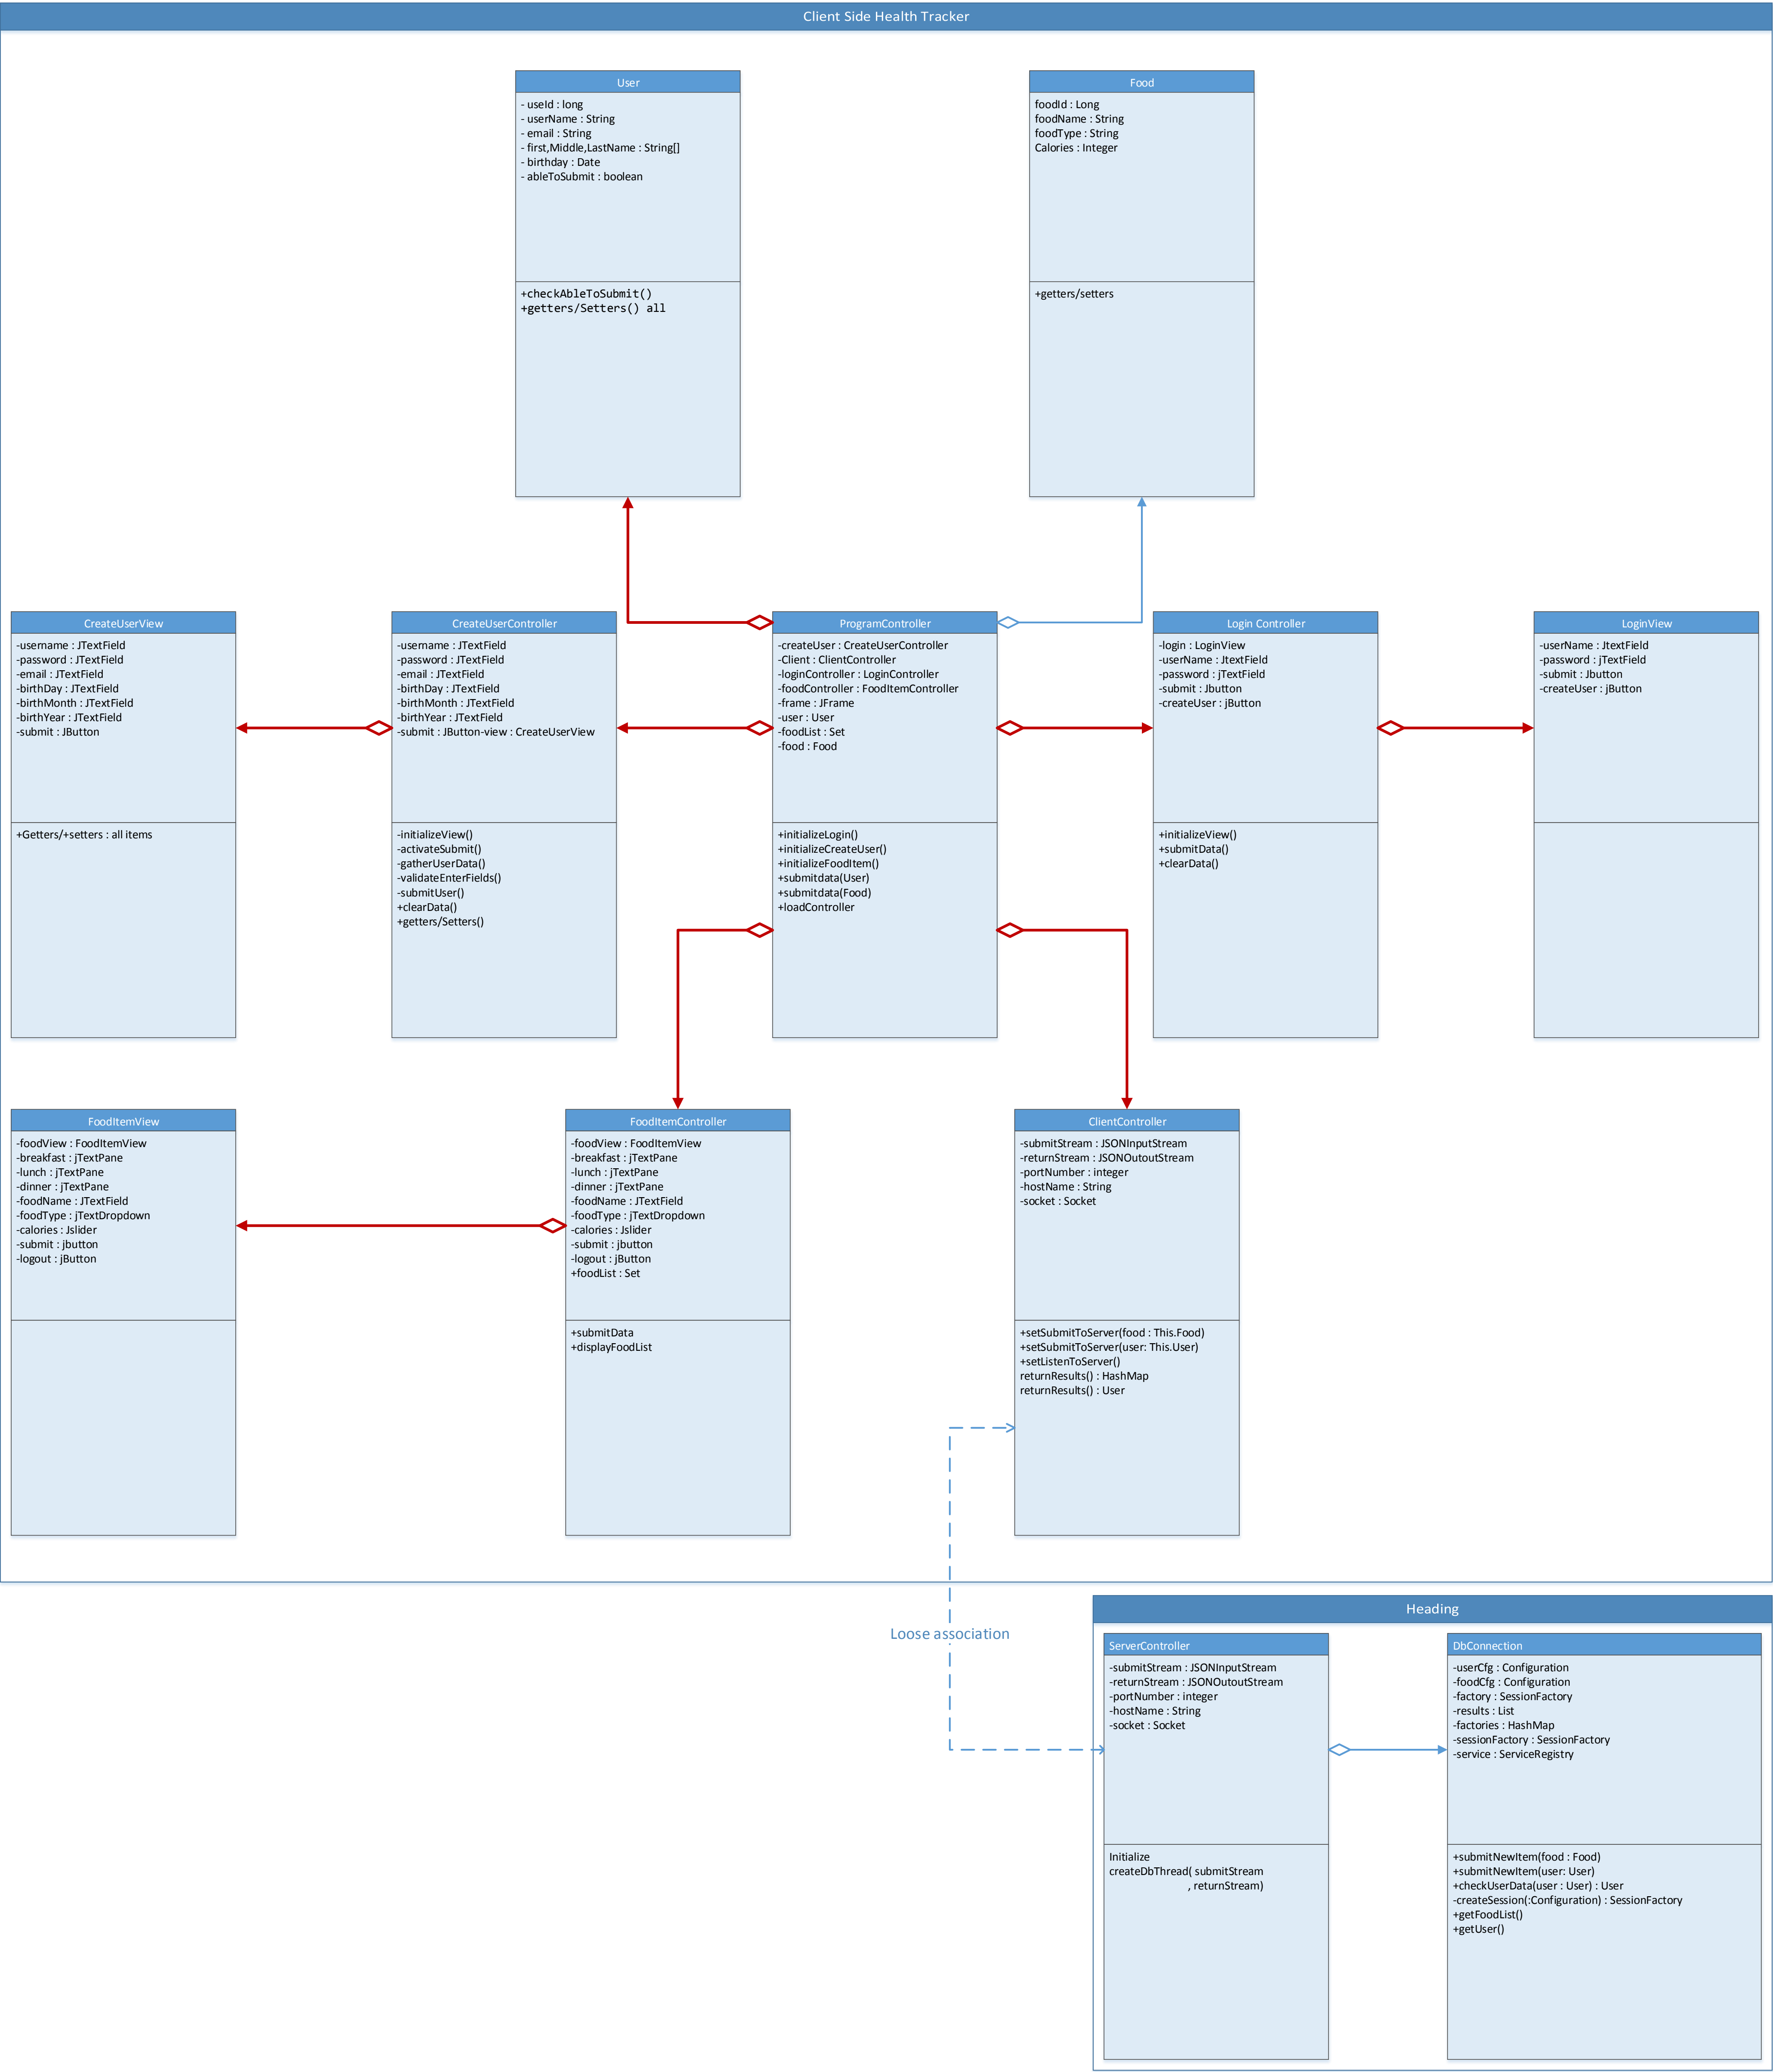 Client Side Health Tracker
User
- useId : long
- userName : String
- email : String
- first,Middle,LastName : String[]
- birthday : Date
- ableToSubmit : boolean
+checkAbleToSubmit()
+getters/Setters() all
Food
foodId : Long
foodName : String
foodType : String
Calories : Integer
+getters/setters
CreateUserView
-username : JTextField
-password : JTextField
-email : JTextField
-birthDay : JTextField
-birthMonth : JTextField
-birthYear : JTextField
-submit : JButton
+Getters/+setters : all items
CreateUserController
-username : JTextField
-password : JTextField
-email : JTextField
-birthDay : JTextField
-birthMonth : JTextField
-birthYear : JTextField
-submit : JButton-view : CreateUserView
-initializeView()
-activateSubmit()
-gatherUserData()
-validateEnterFields()
-submitUser()
+clearData()
+getters/Setters()
ProgramController
-createUser : CreateUserController
-Client : ClientController
-loginController : LoginController
-foodController : FoodItemController
-frame : JFrame
-user : User
-foodList : Set
-food : Food
+initializeLogin()
+initializeCreateUser()
+initializeFoodItem()
+submitdata(User)
+submitdata(Food)
+loadController
Login Controller
-login : LoginView
-userName : JtextField
-password : jTextField
-submit : Jbutton
-createUser : jButton
+initializeView()
+submitData()
+clearData()
LoginView
-userName : JtextField
-password : jTextField
-submit : Jbutton
-createUser : jButton
FoodItemView
-foodView : FoodItemView
-breakfast : jTextPane
-lunch : jTextPane
-dinner : jTextPane
-foodName : JTextField
-foodType : jTextDropdown
-calories : Jslider
-submit : jbutton
-logout : jButton
FoodItemController
-foodView : FoodItemView
-breakfast : jTextPane
-lunch : jTextPane
-dinner : jTextPane
-foodName : JTextField
-foodType : jTextDropdown
-calories : Jslider
-submit : jbutton
-logout : jButton
+foodList : Set
+submitData
+displayFoodList
ClientController
-submitStream : JSONInputStream
-returnStream : JSONOutoutStream
-portNumber : integer
-hostName : String
-socket : Socket
+setSubmitToServer(food : This.Food)
+setSubmitToServer(user: This.User)
+setListenToServer()
returnResults() : HashMap
returnResults() : User
Loose association
Heading
ServerController
-submitStream : JSONInputStream
-returnStream : JSONOutoutStream
-portNumber : integer
-hostName : String
-socket : Socket
Initialize
createDbThread( submitStream
, returnStream)
DbConnection
-userCfg : Configuration
-foodCfg : Configuration
-factory : SessionFactory
-results : List
-factories : HashMap
-sessionFactory : SessionFactory
-service : ServiceRegistry
+submitNewItem(food : Food)
+submitNewItem(user: User)
+checkUserData(user : User) : User
-createSession(:Configuration) : SessionFactory
+getFoodList()
+getUser()